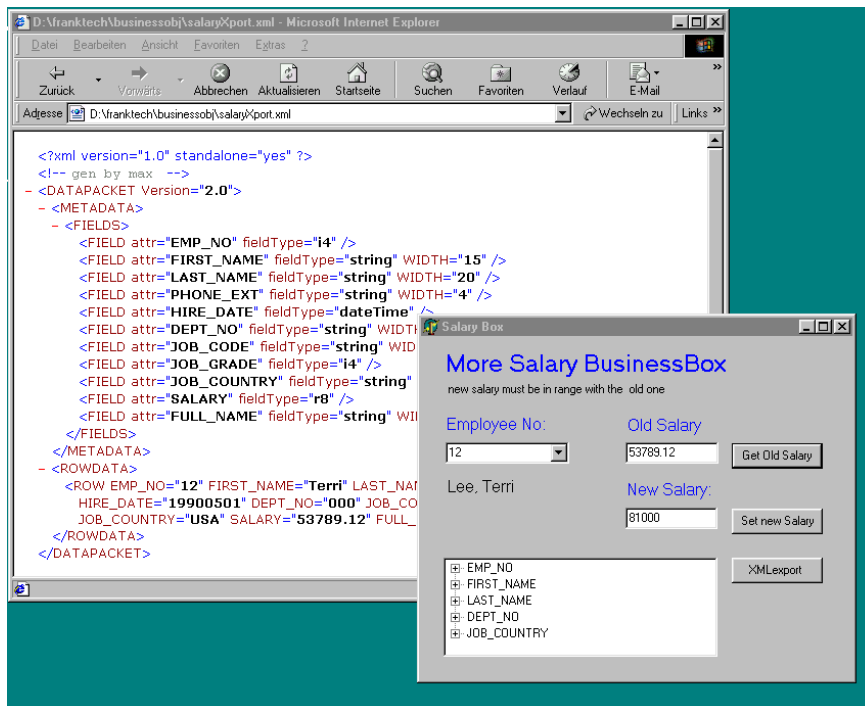 D:\franktech\businessobj\salaryXport.xml - Microsoft Internet Explorer
Datei Bearbeiten Ansicht Favoriten Extras ?
Zurück Vorwärts Abbrechen Aktualisieren Startseite Suchen Favoriten Verlauf E-Mail »
Adresse D:\franktech\businessobj\salaryXport.xml Wechseln zu Links »
<?xml version="1.0" standalone="yes" ?>
<!-- gen by max -->
- <DATAPACKET Version="2.0">
- <METADATA>
- <FIELDS>
<FIELD attr="EMP_NO" fieldType="i4" />
<FIELD attr="FIRST_NAME" fieldType="string" WIDTH="15" />
<FIELD attr="LAST_NAME" fieldType="string" WIDTH="20" />
<FIELD attr="PHONE_EXT" fieldType="string" WIDTH="4" />
<FIELD attr="HIRE_DATE" fieldType="dateTime" />
<FIELD attr="DEPT_NO" fieldType="string" WIDTH
<FIELD attr="JOB_CODE" fieldType="string" WID
<FIELD attr="JOB_GRADE" fieldType="i4" />
<FIELD attr="JOB_COUNTRY" fieldType="string"
<FIELD attr="SALARY" fieldType="r8" />
<FIELD attr="FULL_NAME" fieldType="string" WI
</FIELDS>
</METADATA>
- <ROWDATA>
<ROW EMP_NO="12" FIRST_NAME="Terri" LAST_NA
HIRE_DATE="19900501" DEPT_NO="000" JOB_CO
JOB_COUNTRY="USA" SALARY="53789.12" FULL_
</ROWDATA>
</DATAPACKET>
Salary Box
More Salary BusinessBox
new salary must be in range with the old one
Employee No: Old Salary
12 53789.12 Get Old Salary
Lee, Terri New Salary:
81000 Set new Salary
XMLexport
EMP_NO
FIRST_NAME
LAST_NAME
DEPT_NO
JOB_COUNTRY